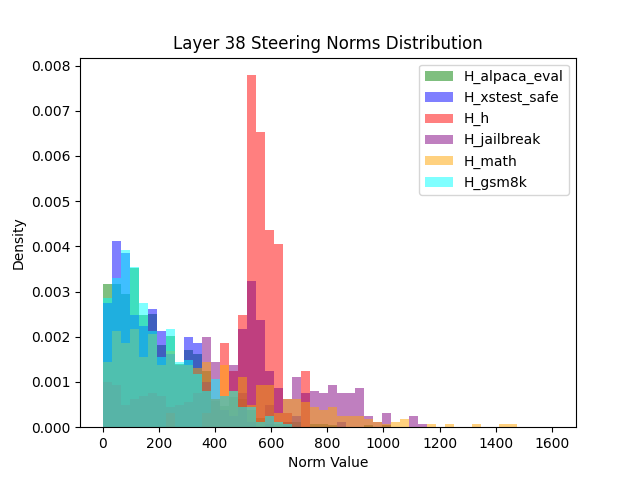 Layer 38 Steering Norms Distribution
H_alpaca_eval
H_xstest_safe
H_h
H_jailbreak
H_math
H_gsm8k
Density
0.008
0.007
0.006
0.005
0.004
0.003
0.002
0.001
0.000
0 200 400 600 800 1000 1200 1400 1600
Norm Value